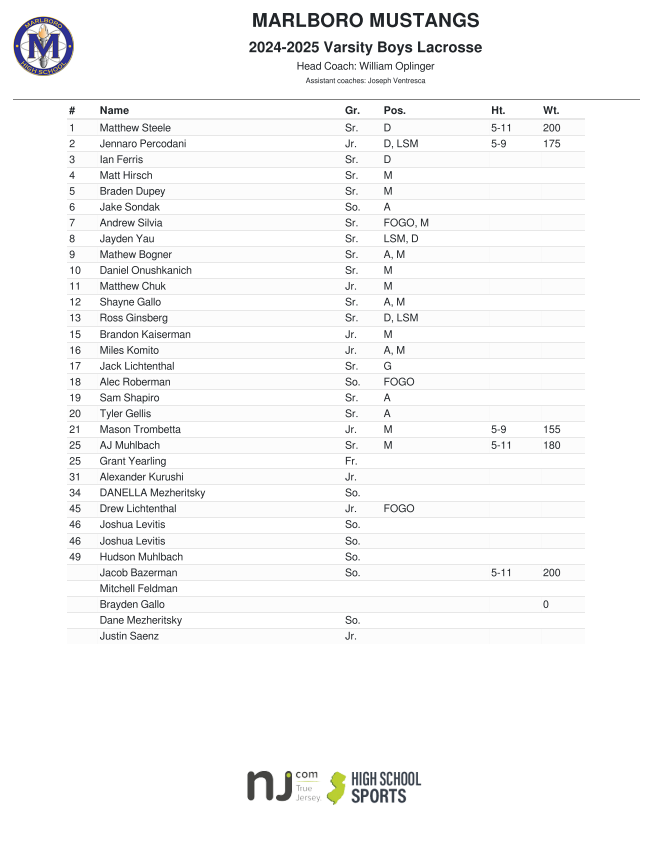 MARLBORO
M
HIGH SCHOOL
MARLBORO MUSTANGS
2024-2025 Varsity Boys Lacrosse
Head Coach: William Oplinger
Assistant coaches: Joseph Ventresca
# Name Gr. Pos. Ht. Wt.
1 Matthew Steele Sr. D 5-11 200
2 Jennaro Percodani Jr. D, LSM 5-9 175
3 Ian Ferris Sr. D
4 Matt Hirsch Sr. M
5 Braden Dupey Sr. M
6 Jake Sondak So. A
7 Andrew Silvia Sr. FOGO, M
8 Jayden Yau Sr. LSM, D
9 Mathew Bogner Sr. A, M
10 Daniel Onushkanich Sr. M
11 Matthew Chuk Jr. M
12 Shayne Gallo Sr. A, M
13 Ross Ginsberg Sr. D, LSM
15 Brandon Kaiserman Jr. M
16 Miles Komito Jr. A, M
17 Jack Lichtenthal Sr. G
18 Alec Roberman So. FOGO
19 Sam Shapiro Sr. A
20 Tyler Gellis Sr. A
21 Mason Trombetta Jr. M 5-9 155
25 AJ Muhlbach Sr. M 5-11 180
25 Grant Yearling Fr.
31 Alexander Kurushi Jr.
34 DANELLA Mezheritsky So.
45 Drew Lichtenthal Jr. FOGO
46 Joshua Levitis So.
46 Joshua Levitis So.
49 Hudson Muhlbach So.
Jacob Bazerman So. 5-11 200
Mitchell Feldman
Brayden Gallo 0
Dane Mezheritsky So.
Justin Saenz Jr.
nj.com
True
Jersey.
HIGH SCHOOL
SPORTS